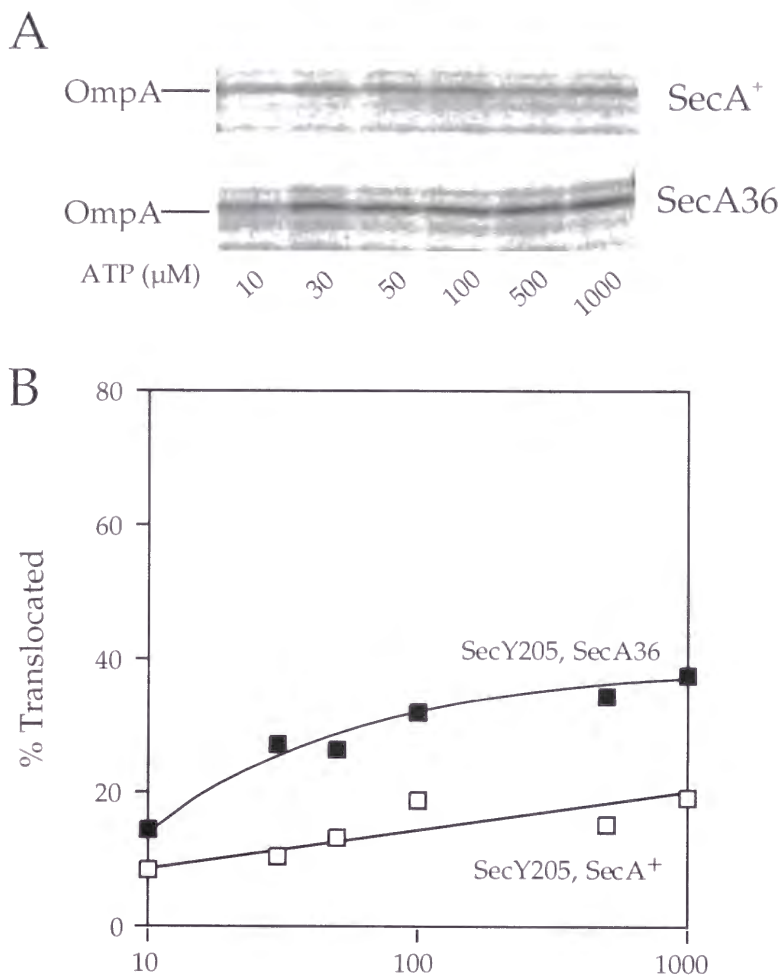 A
OmpA
SecA⁺
OmpA
SecA36
ATP (µM)
10
30
50
100
500
1000
B
80
60
40
20
0
% Translocated
SecY205, SecA36
SecY205, SecA⁺
10
100
1000